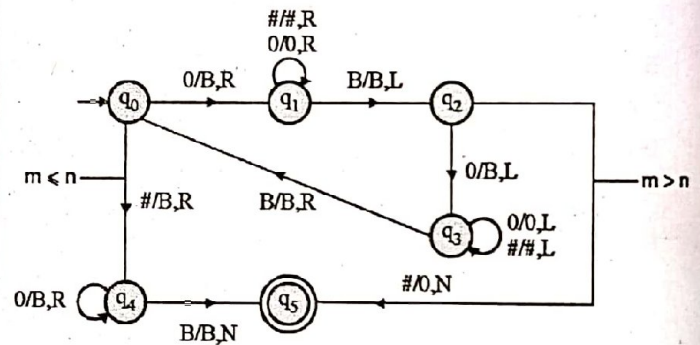 #/#,R
0/0,R
q0
0/B,R
q1
B/B,L
q2
m ≤ n
#/B,R
B/B,R
0/B,L
m > n
q3
0/0,L
#/#,L
0/B,R
q4
B/B,N
q5
#/0,N